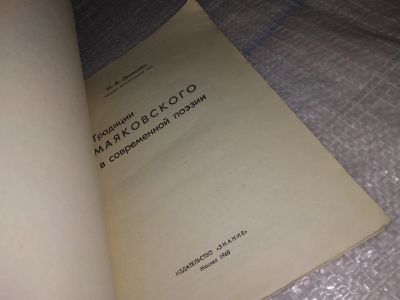 Традиции
МАЯКОВСКОГО
в современной поэзии
ИЗДАТЕЛЬСТВО «ЗНАНИЕ»
Москва 1968